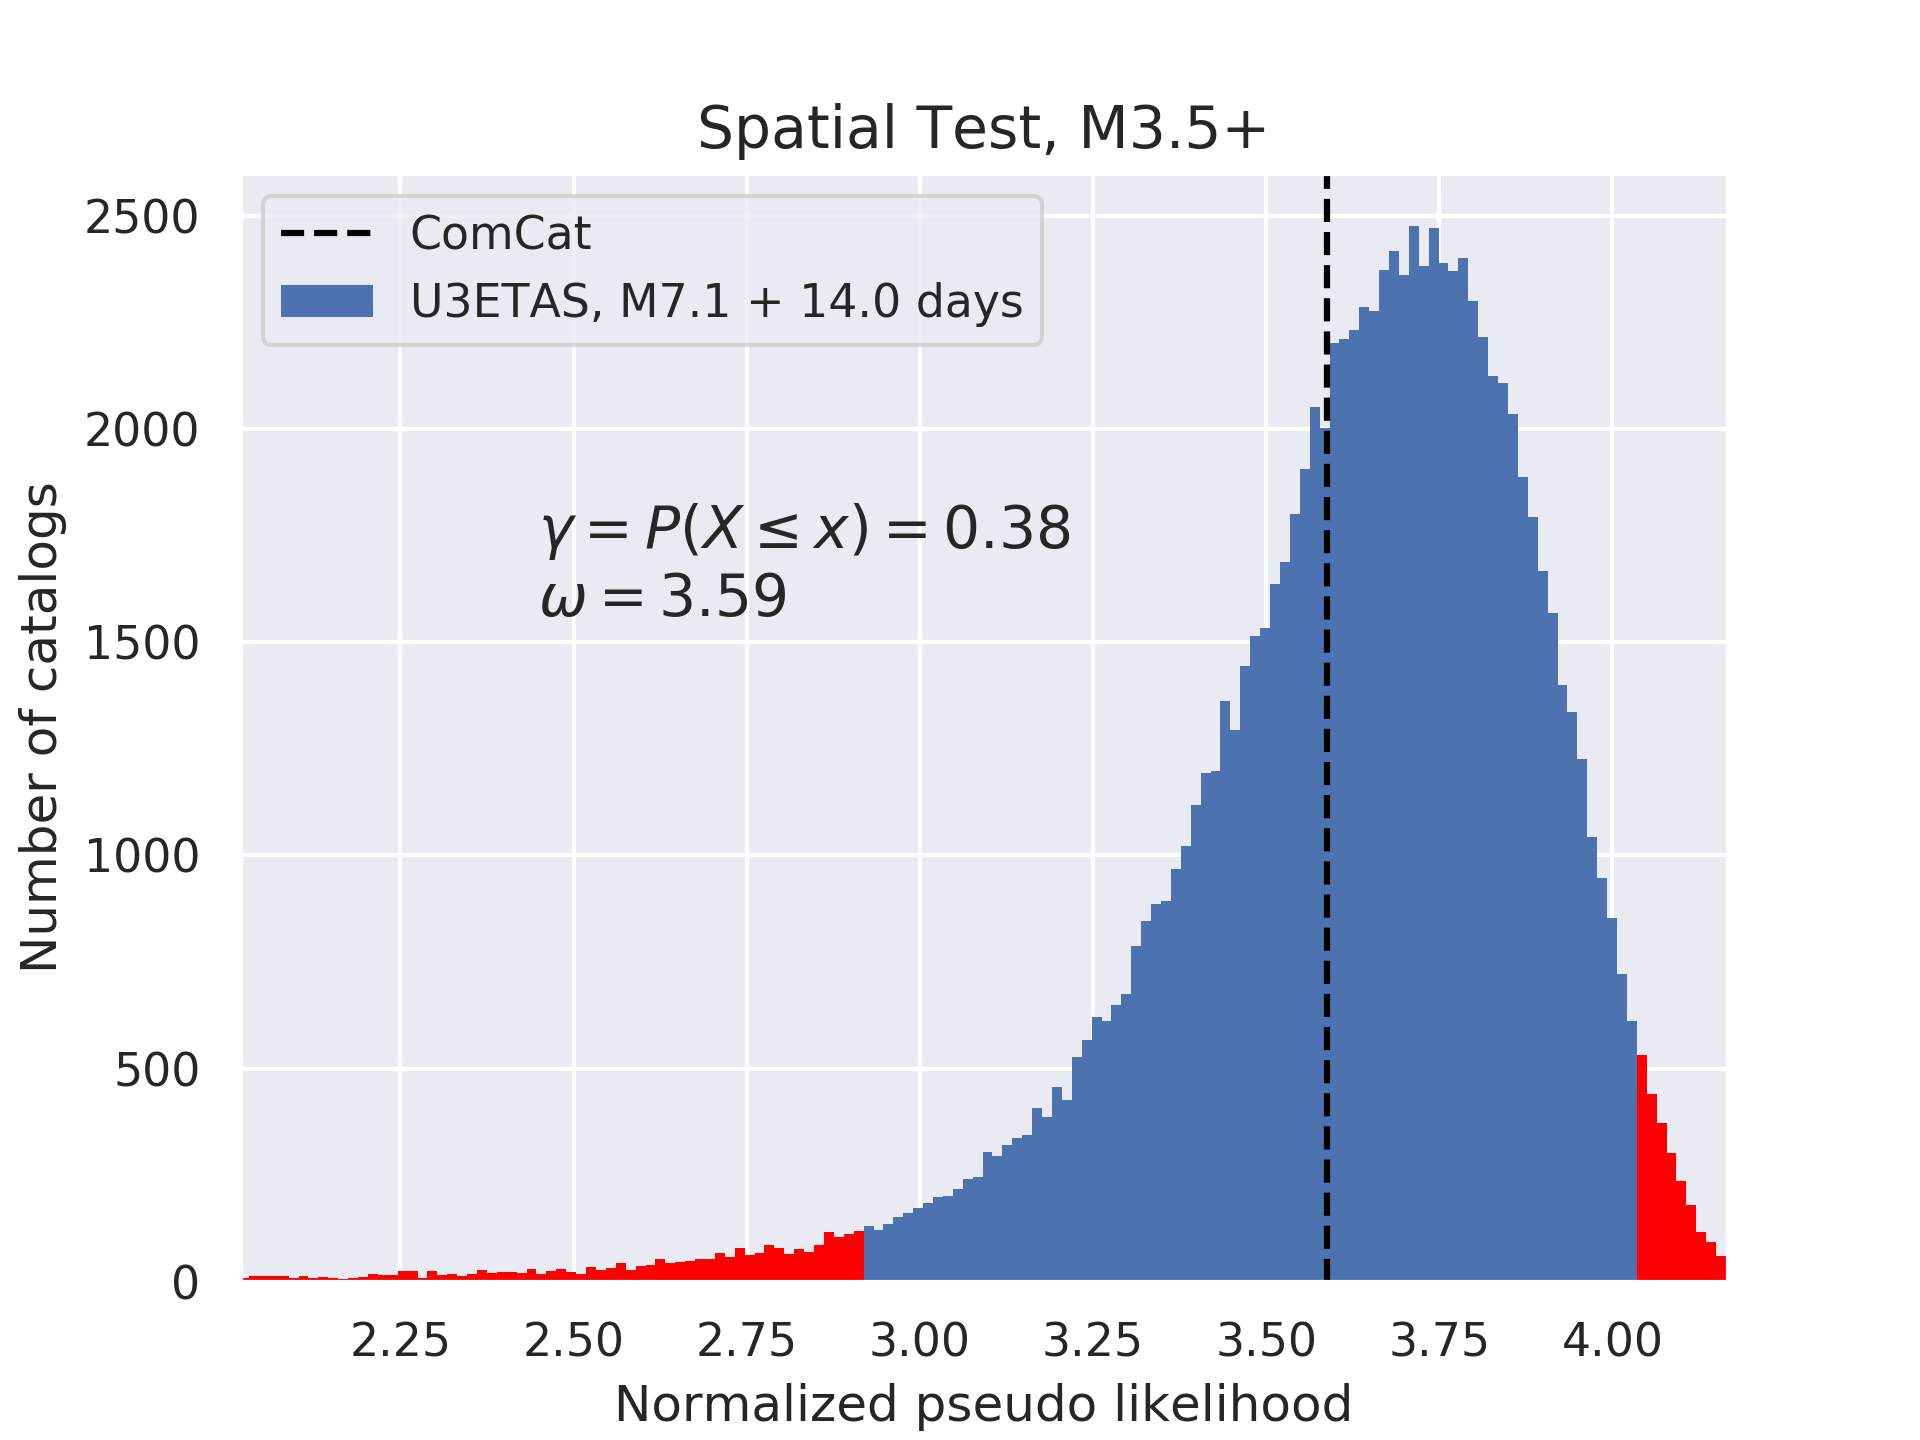 Spatial Test, M3.5+
ComCat
U3ETAS, M7.1 + 14.0 days
γ = P(X ≤ x) = 0.38
ω = 3.59
Number of catalogs
2500
2000
1500
1000
500
0
2.25 2.50 2.75 3.00 3.25 3.50 3.75 4.00
Normalized pseudo likelihood